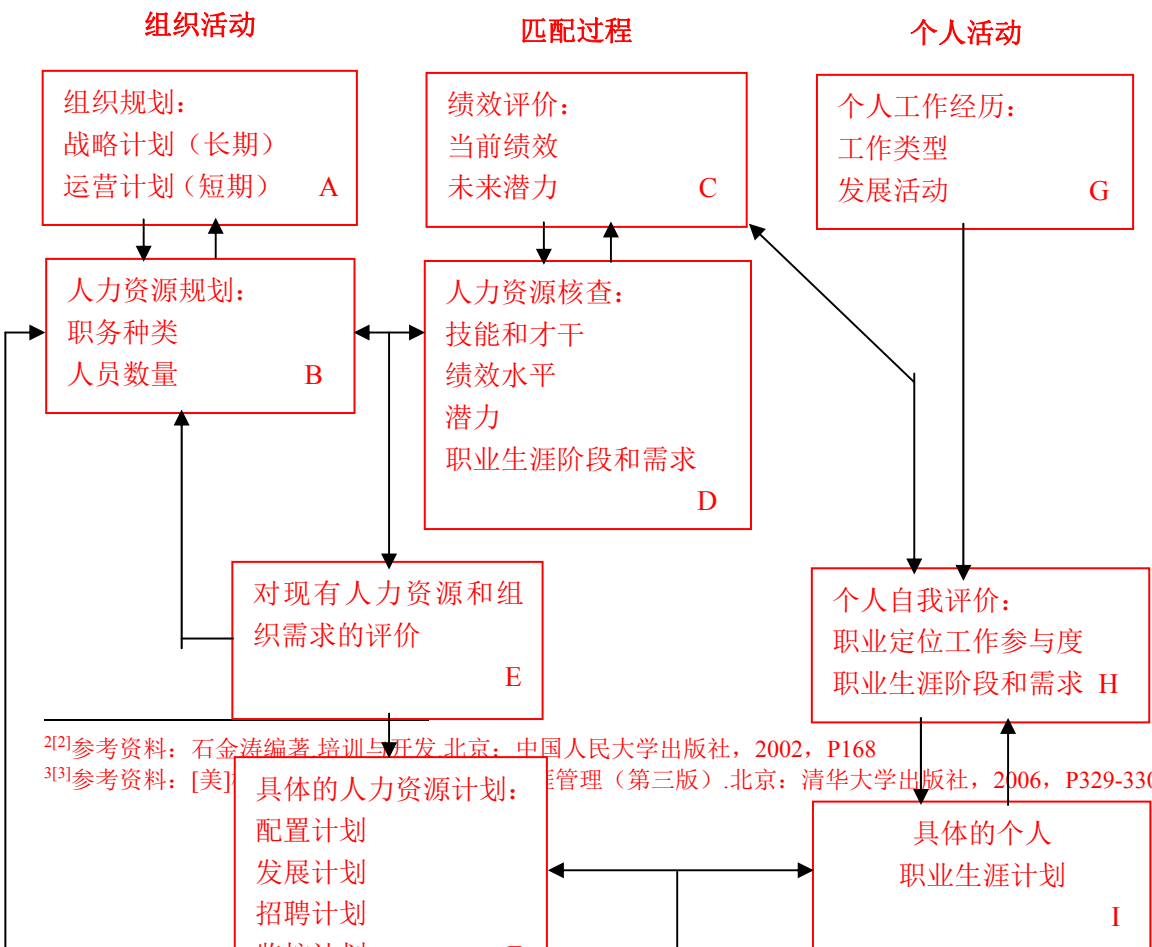 组织活动
匹配过程
个人活动
组织规划：
战略计划（长期）
运营计划（短期） A
绩效评价：
当前绩效
未来潜力 C
个人工作经历：
工作类型
发展活动 G
人力资源规划：
职务种类
人员数量 B
人力资源核查：
技能和才干
绩效水平
潜力
职业生涯阶段和需求
D
对现有人力资源和组
织需求的评价
E
个人自我评价：
职业定位工作参与度
职业生涯阶段和需求 H
2[2]参考资料：石金涛编著.培训与开发.北京：中国人民大学出版社，2002，P168
3[3]参考资料：[美] 管理（第三版）.北京：清华大学出版社，2006，P329-330
具体的人力资源计划：
配置计划
发展计划
招聘计划
具体的个人
职业生涯计划
I